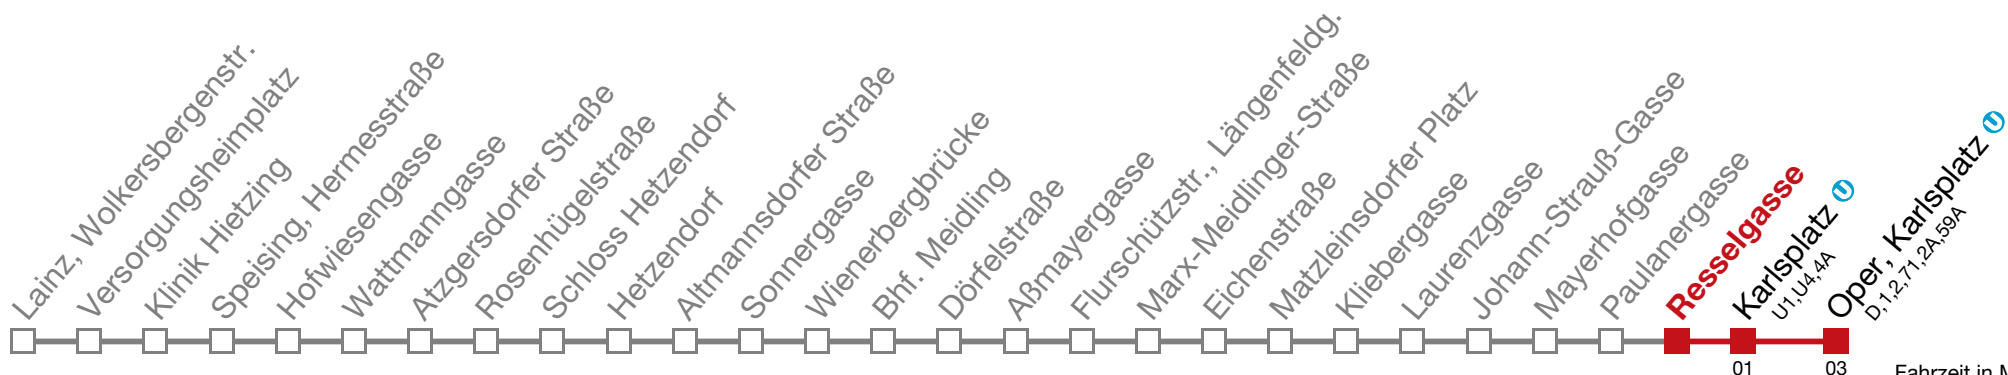 Lainz, Wolkersbergenstr.
Versorgungsheimplatz
Klinik Hietzing
Speising, Hermesstraße
Hofwiesengasse
Wattmanngasse
Atzgersdorfer Straße
Rosenhügelstraße
Schloss Hetzendorf
Hetzendorf
Altmannsdorfer Straße
Sonnergasse
Wienerbergbrücke
Bhf. Meidling
Dörfelstraße
Aßmayergasse
Flurschützstr., Längenfeldg.
Marx-Meidlinger-Straße
Eichenstraße
Matzleinsdorfer Platz
Kliebergasse
Laurenzgasse
Johann-Strauß-Gasse
Mayerhofgasse
Paulanergasse
Resselgasse
Karlsplatz U
U1,U4,4A
Oper, Karlsplatz U
D,1,2,71,2A,59A
01
03
Fahrzeit in M